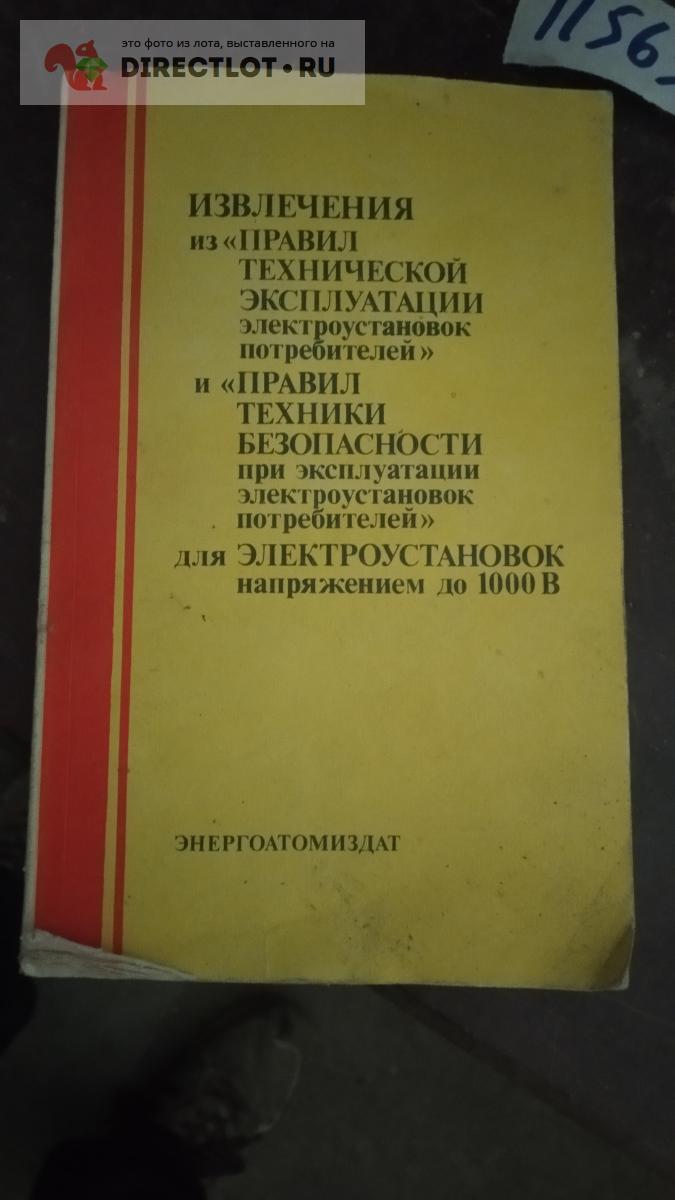 это фото из лота, выставленного на
DIRECTLOT.RU
ИЗВЛЕЧЕНИЯ
из «ПРАВИЛ
ТЕХНИЧЕСКОЙ
ЭКСПЛУАТАЦИИ
электроустановок
потребителей»
и «ПРАВИЛ
ТЕХНИКИ
БЕЗОПАСНОСТИ
при эксплуатации
электроустановок
потребителей»
для ЭЛЕКТРОУСТАНОВОК
напряжением до 1000 В
ЭНЕРГОАТОМИЗДАТ